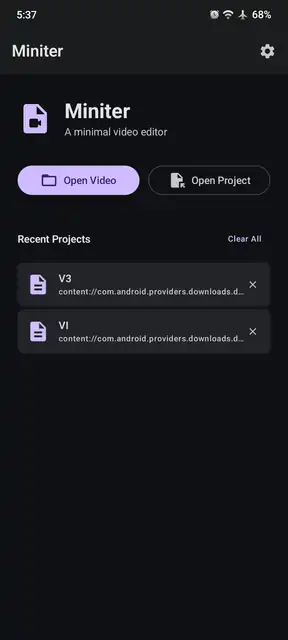 5:37
68%
Miniter
Miniter
A minimal video editor
Open Video
Open Project
Recent Projects
Clear All
V3
content://com.android.providers.downloads.d...
VI
content://com.android.providers.downloads.d...